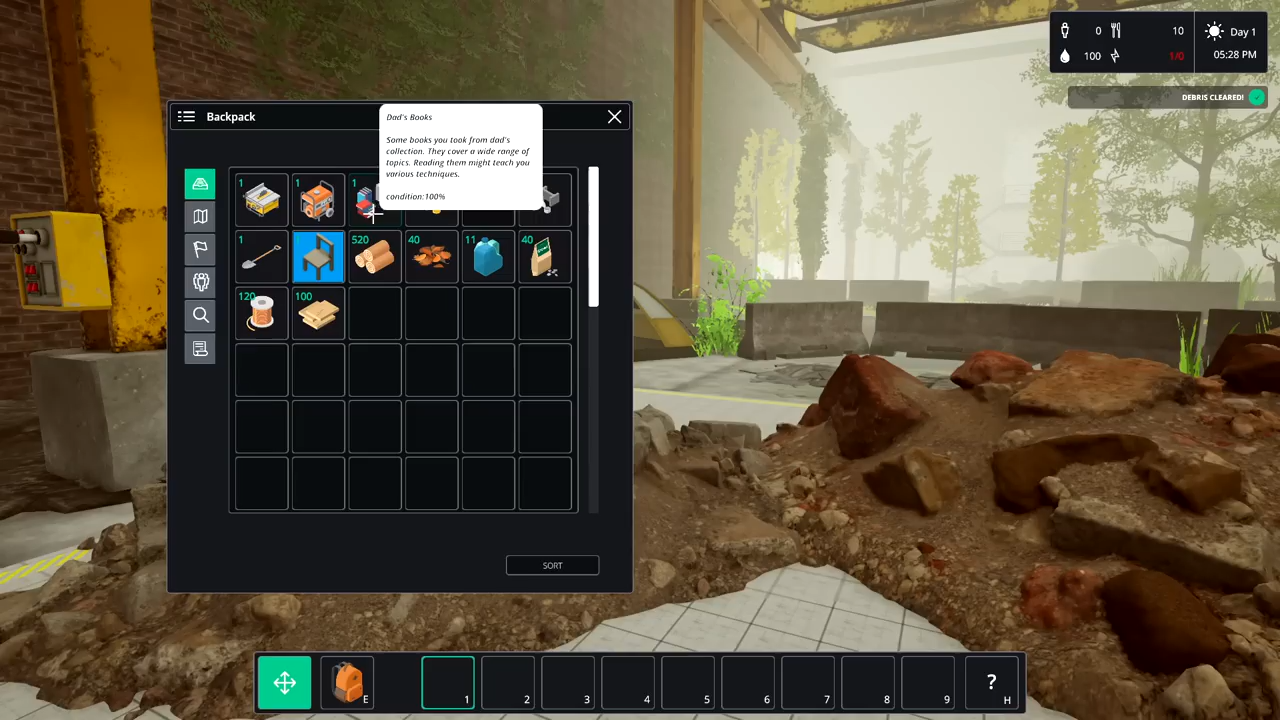 0
10
Day 1
100
1/0
05:28 PM
DEBRIS CLEARED!
Backpack
Dad's Books
Some books you took from dad's
collection. They cover a wide range of
topics. Reading them might teach you
various techniques.
condition:100%
1
1
1
1
520
40
11
40
120
100
SORT
E
1
2
3
4
5
6
7
8
9
?
H